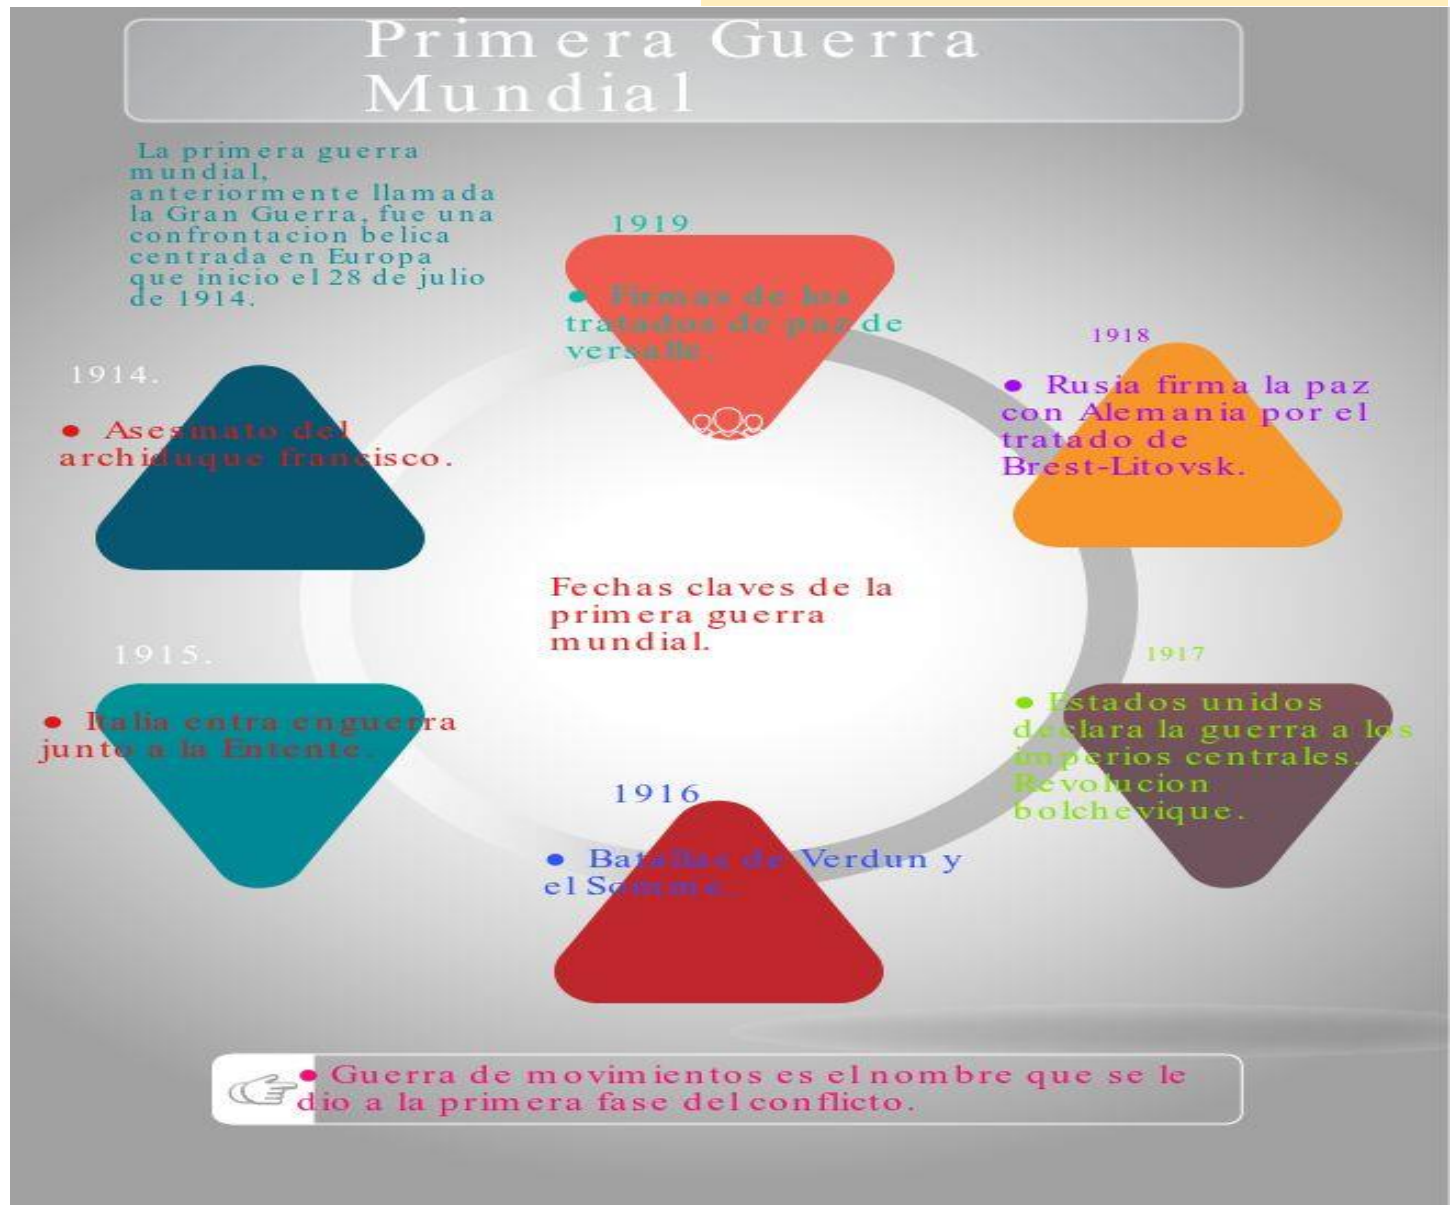 Primera Guerra
Mundial
La primera guerra
mundial,
anteriormente llamada
la Gran Guerra, fue una
confrontacion belica
centrada en Europa
que inicio el 28 de julio
de 1914.
1919
● Firmas de los
tratados de paz de
versalle.
1918
● Rusia firma la paz
con Alemania por el
tratado de
Brest-Litovsk.
1914.
● Asesinato del
archiduque francisco.
Fechas claves de la
primera guerra
mundial.
1915.
● Italia entra en guerra
junto a la Entente.
1917
● Estados unidos
declara la guerra a los
imperios centrales.
Revolucion
bolchevique.
1916
● Batallas de Verdun y
el Somme.
● Guerra de movimientos es el nombre que se le
dio a la primera fase del conflicto.